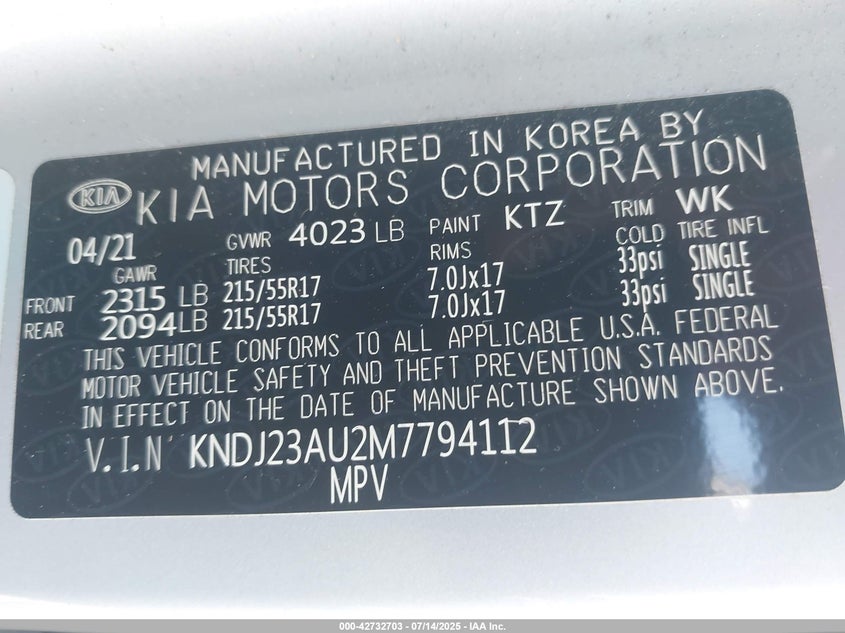 MANUFACTURED IN KOREA BY
KIA KIA MOTORS CORPORATION
04/21 GVWR 4023 LB PAINT KTZ TRIM WK
GAWR TIRES RIMS COLD TIRE INFL
FRONT 2315 LB 215/55R17 7.0Jx17 33psi SINGLE
REAR 2094 LB 215/55R17 7.0Jx17 33psi SINGLE
THIS VEHICLE CONFORMS TO ALL APPLICABLE U.S.A. FEDERAL
MOTOR VEHICLE SAFETY AND THEFT PREVENTION STANDARDS
IN EFFECT ON THE DATE OF MANUFACTURE SHOWN ABOVE.
V.I.N KNDJ23AU2M7794112
MPV
000-42732703 - 07/14/2025 - IAA Inc.